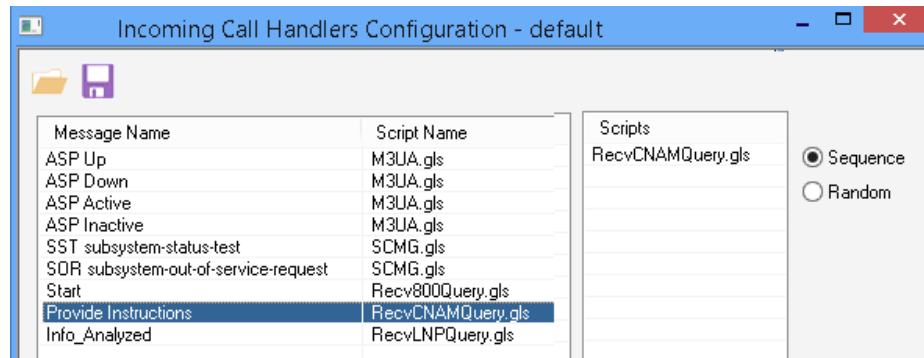 Incoming Call Handlers Configuration - default
Message Name Script Name
ASP Up M3UA.gls
ASP Down M3UA.gls
ASP Active M3UA.gls
ASP Inactive M3UA.gls
SST subsystem-status-test SCMG.gls
SOR subsystem-out-of-service-request SCMG.gls
Start Recv800Query.gls
Provide Instructions RecvCNAMQuery.gls
Info_Analyzed RecvLNPQuery.gls
Scripts
RecvCNAMQuery.gls
Sequence
Random